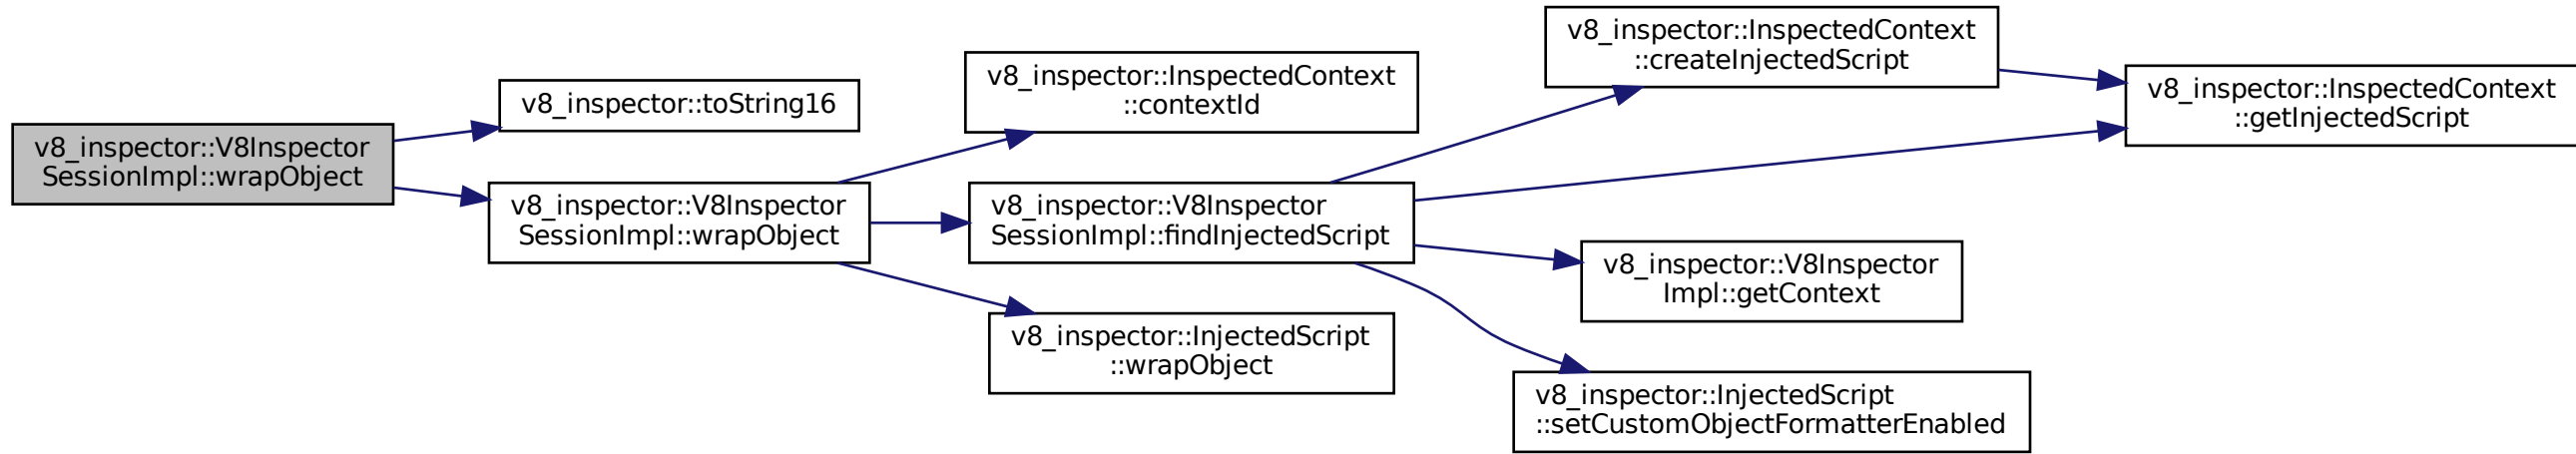 v8_inspector::V8Inspector
SessionImpl::wrapObject
v8_inspector::toString16
v8_inspector::V8Inspector
SessionImpl::wrapObject
v8_inspector::InspectedContext
::contextId
v8_inspector::V8Inspector
SessionImpl::findInjectedScript
v8_inspector::InjectedScript
::wrapObject
v8_inspector::InspectedContext
::createInjectedScript
v8_inspector::InspectedContext
::getInjectedScript
v8_inspector::V8Inspector
Impl::getContext
v8_inspector::InjectedScript
::setCustomObjectFormatterEnabled